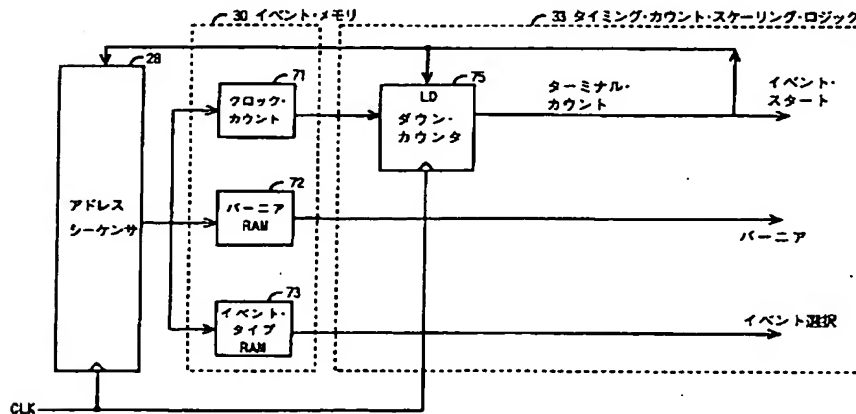 30 イベント・メモリ
33 タイミング・カウント・スケーリング・ロジック
28
71
クロック・
カウント
75
LD
ダウン・
カウンタ
ターミナル・
カウント
イベント・
スタート
アドレス
シーケンサ
72
バーニア
RAM
バーニア
73
イベント・
タイプ
RAM
イベント選択
CLK